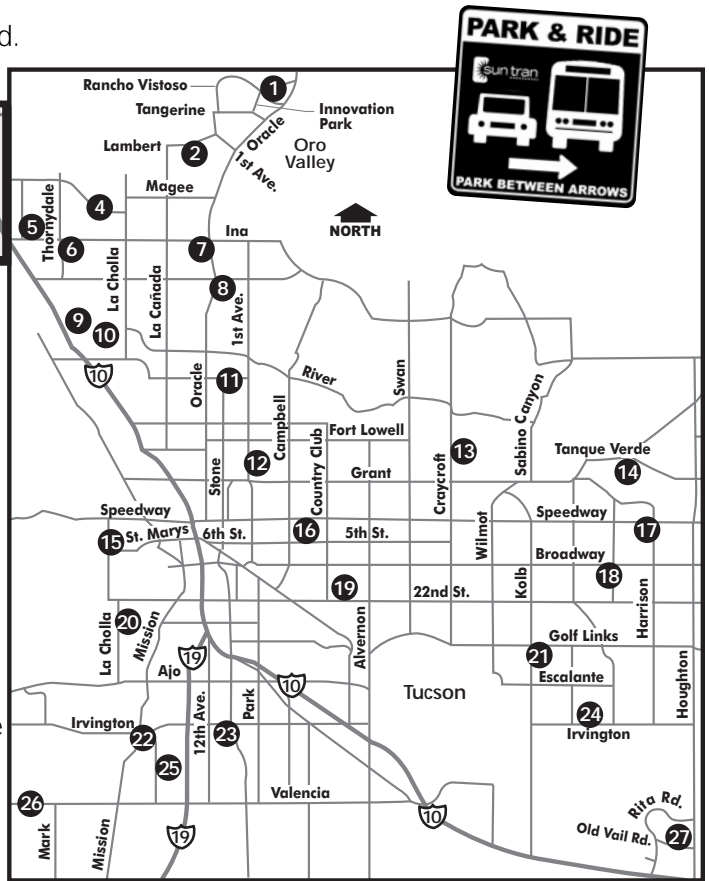 d.
PARK & RIDE
sun tran
PARK BETWEEN ARROWS
Rancho Vistoso
1
Tangerine
Innovation
Park
Lambert
2
Oracle
1st Ave.
Oro
Valley
Magee
4
5
Thornydale
6
NORTH
Ina
7
La Cholla
La Cañada
8
1st Ave.
9
10
10
River
Swan
Oracle
11
Campbell
Country Club
Fort Lowell
Sabino Canyon
12
13
Tanque Verde
14
Stone
Grant
Craycroft
Speedway
Speedway
15
St. Marys
6th St.
16
5th St.
Wilmot
17
Broadway
18
19
22nd St.
Kolb
Harrison
20
La Cholla
Mission
Alvernon
Golf Links
21
19
Ajo
10
Escalante
Tucson
Houghton
Park
12th Ave.
24
Irvington
22
23
Irvington
e
25
Valencia
26
10
Rita Rd.
Old Vail Rd.
27
Mark
Mission
19